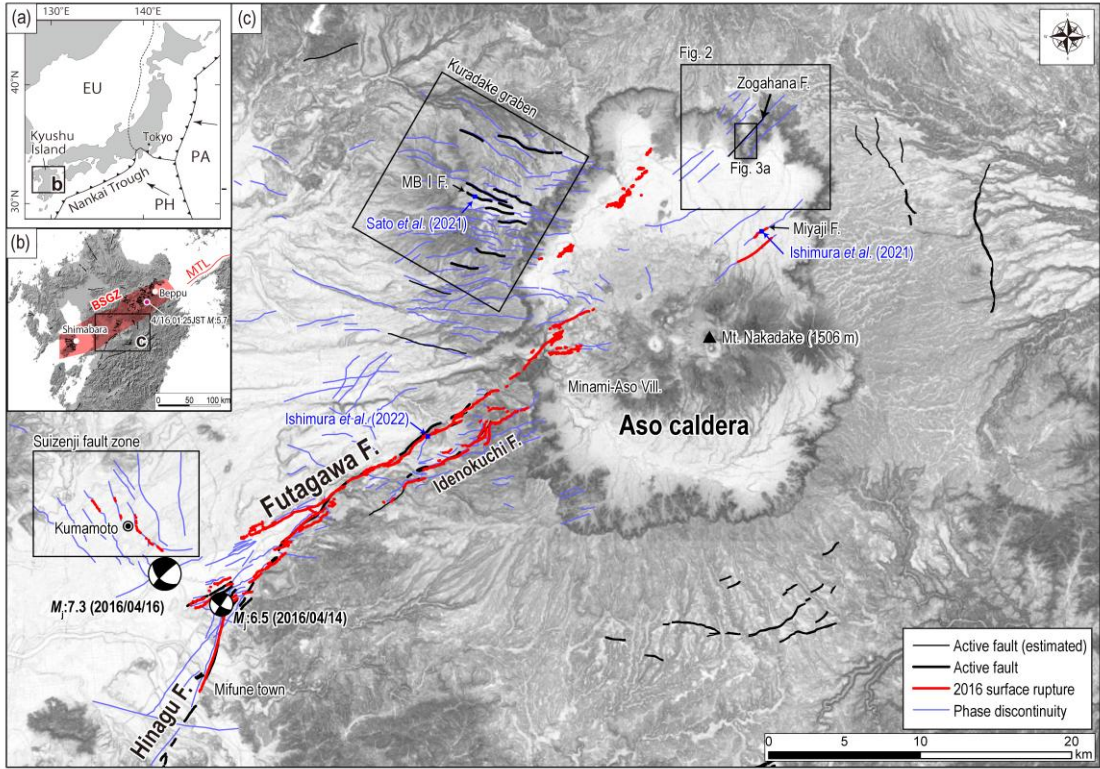 (a)
130°E
140°E
40°N
30°N
EU
Kyushu
Island
b
Tokyo
PA
Nankai Trough
PH
(b)
MTL
BSGZ
Beppu
4/16 01:25JST M:5.7
Shimabara
c
0 50 100 km
(c)
N
Kuradake graben
MB I F.
Sato et al. (2021)
Fig. 2
Zogahana F.
Fig. 3a
Miyaji F.
Ishimura et al. (2021)
Mt. Nakadake (1506 m)
Minami-Aso Vill.
Aso caldera
Ishimura et al. (2022)
Futagawa F.
Idenokuchi F.
Suizenji fault zone
Kumamoto
Mj:7.3 (2016/04/16)
Mj:6.5 (2016/04/14)
Mifune town
Hinagu F.
Active fault (estimated)
Active fault
2016 surface rupture
Phase discontinuity
0 5 10 20
km